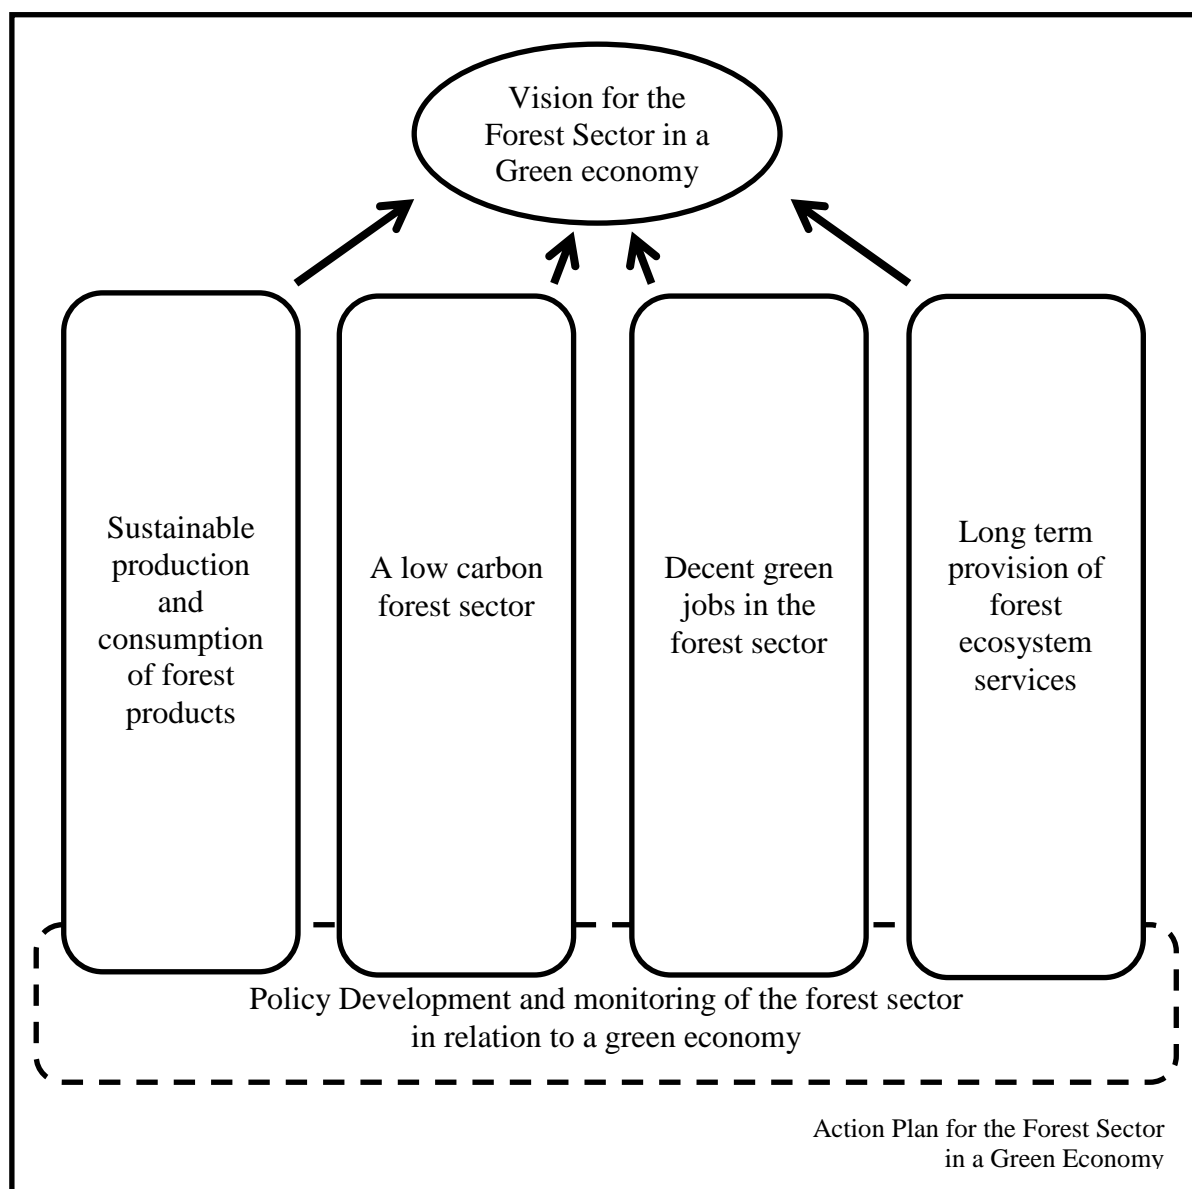 Vision for the
Forest Sector in a
Green economy
Sustainable
production
and
consumption
of forest
products
A low carbon
forest sector
Decent green
jobs in the
forest sector
Long term
provision of
forest
ecosystem
services
Policy Development and monitoring of the forest sector
in relation to a green economy
Action Plan for the Forest Sector
in a Green Economy